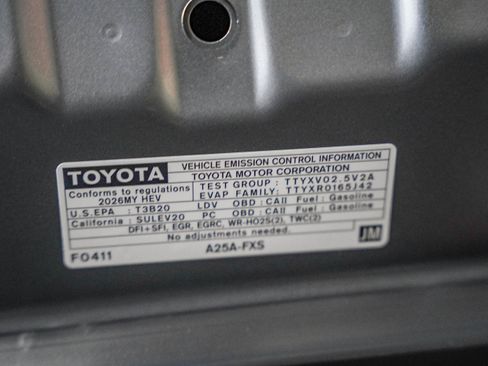 TOYOTA VEHICLE EMISSION CONTROL INFORMATION
TOYOTA MOTOR CORPORATION
Conforms to regulations TEST GROUP : TTYXV02.5V2A
2026MY HEV EVAP FAMILY: TTYXR0165J42
U.S.EPA : T3B20 LDV OBD : CAII Fuel : Gasoline
California : SULEV20 PC OBD : CAII Fuel : Gasoline
DFI+SFI, EGR, EGRC, WR-HO2S(2), TWC(2)
No adjustments needed.
F0411 A25A-FXS JM